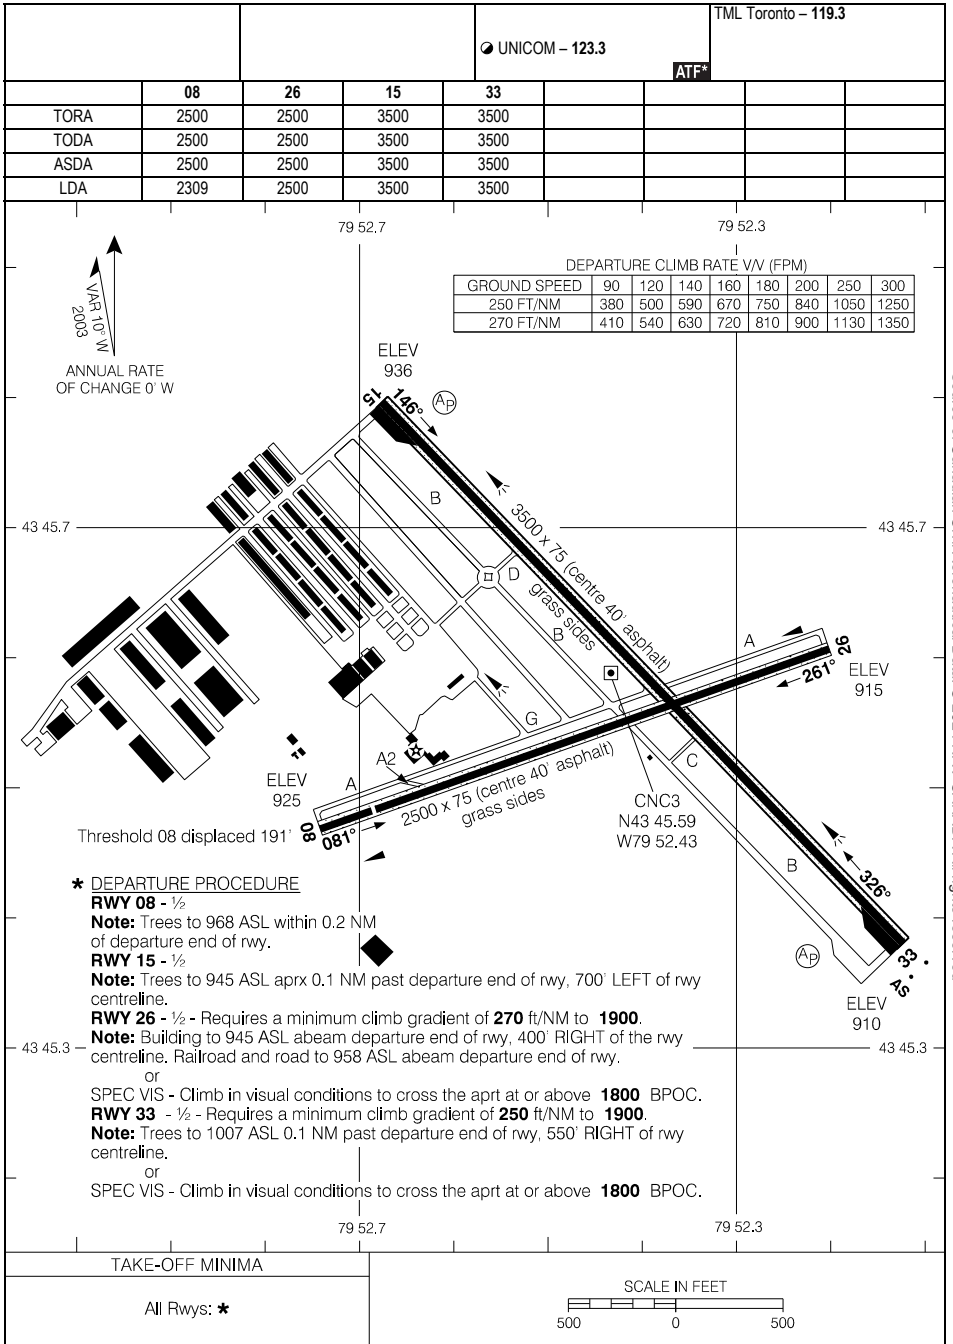 TML Toronto – 119.3
UNICOM – 123.3
ATF*
08 26 15 33
TORA 2500 2500 3500 3500
TODA 2500 2500 3500 3500
ASDA 2500 2500 3500 3500
LDA 2309 2500 3500 3500
79 52.7 79 52.3
VAR 10° W
2003
ANNUAL RATE
OF CHANGE 0' W
DEPARTURE CLIMB RATE V/V (FPM)
GROUND SPEED 90 120 140 160 180 200 250 300
250 FT/NM 380 500 590 670 750 840 1050 1250
270 FT/NM 410 540 630 720 810 900 1130 1350
ELEV
936
15
146°
AP
B
43 45.7 43 45.7
3500 x 75 (centre 40' asphalt)
grass sides
D
B
A
26
261°
ELEV
915
G
A2
A
ELEV
925
2500 x 75 (centre 40' asphalt)
grass sides
C
CNC3
N43 45.59
W79 52.43
Threshold 08 displaced 191'
08
081°
B
326°
33
AS
AP
ELEV
910
* DEPARTURE PROCEDURE
RWY 08 - ½
Note: Trees to 968 ASL within 0.2 NM
of departure end of rwy.
RWY 15 - ½
Note: Trees to 945 ASL aprx 0.1 NM past departure end of rwy, 700' LEFT of rwy
centreline.
RWY 26 - ½ - Requires a minimum climb gradient of 270 ft/NM to 1900.
Note: Building to 945 ASL abeam departure end of rwy, 400' RIGHT of the rwy
43 45.3 centreline. Railroad and road to 958 ASL abeam departure end of rwy. 43 45.3
or
SPEC VIS - Climb in visual conditions to cross the aprt at or above 1800 BPOC.
RWY 33 - ½ - Requires a minimum climb gradient of 250 ft/NM to 1900.
Note: Trees to 1007 ASL 0.1 NM past departure end of rwy, 550' RIGHT of rwy
centreline.
or
SPEC VIS - Climb in visual conditions to cross the aprt at or above 1800 BPOC.
79 52.7 79 52.3
TAKE-OFF MINIMA
All Rwys: *
SCALE IN FEET
500 0 500